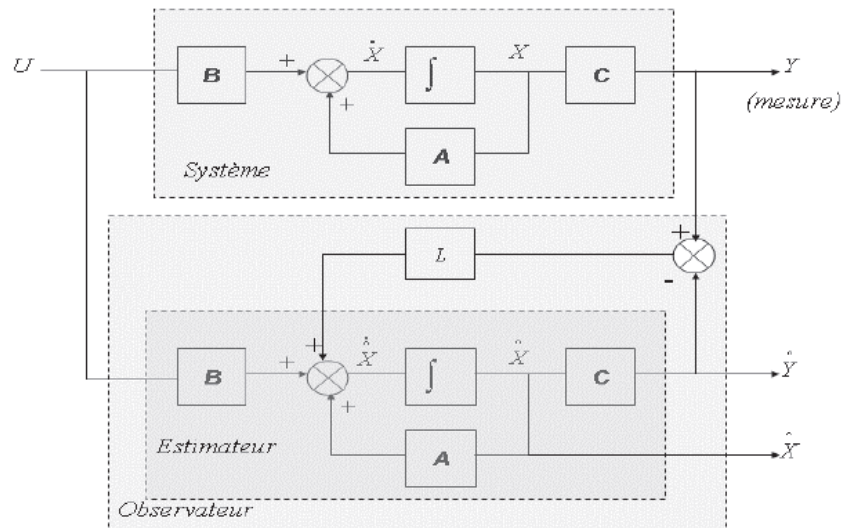 U
B
+
Ẋ
∫
X
C
Y
(mesure)
+
A
Système
+
-
L
+
B
+
X̂̇
∫
X̂
C
Ŷ
+
A
X̂
Estimateur
Observateur